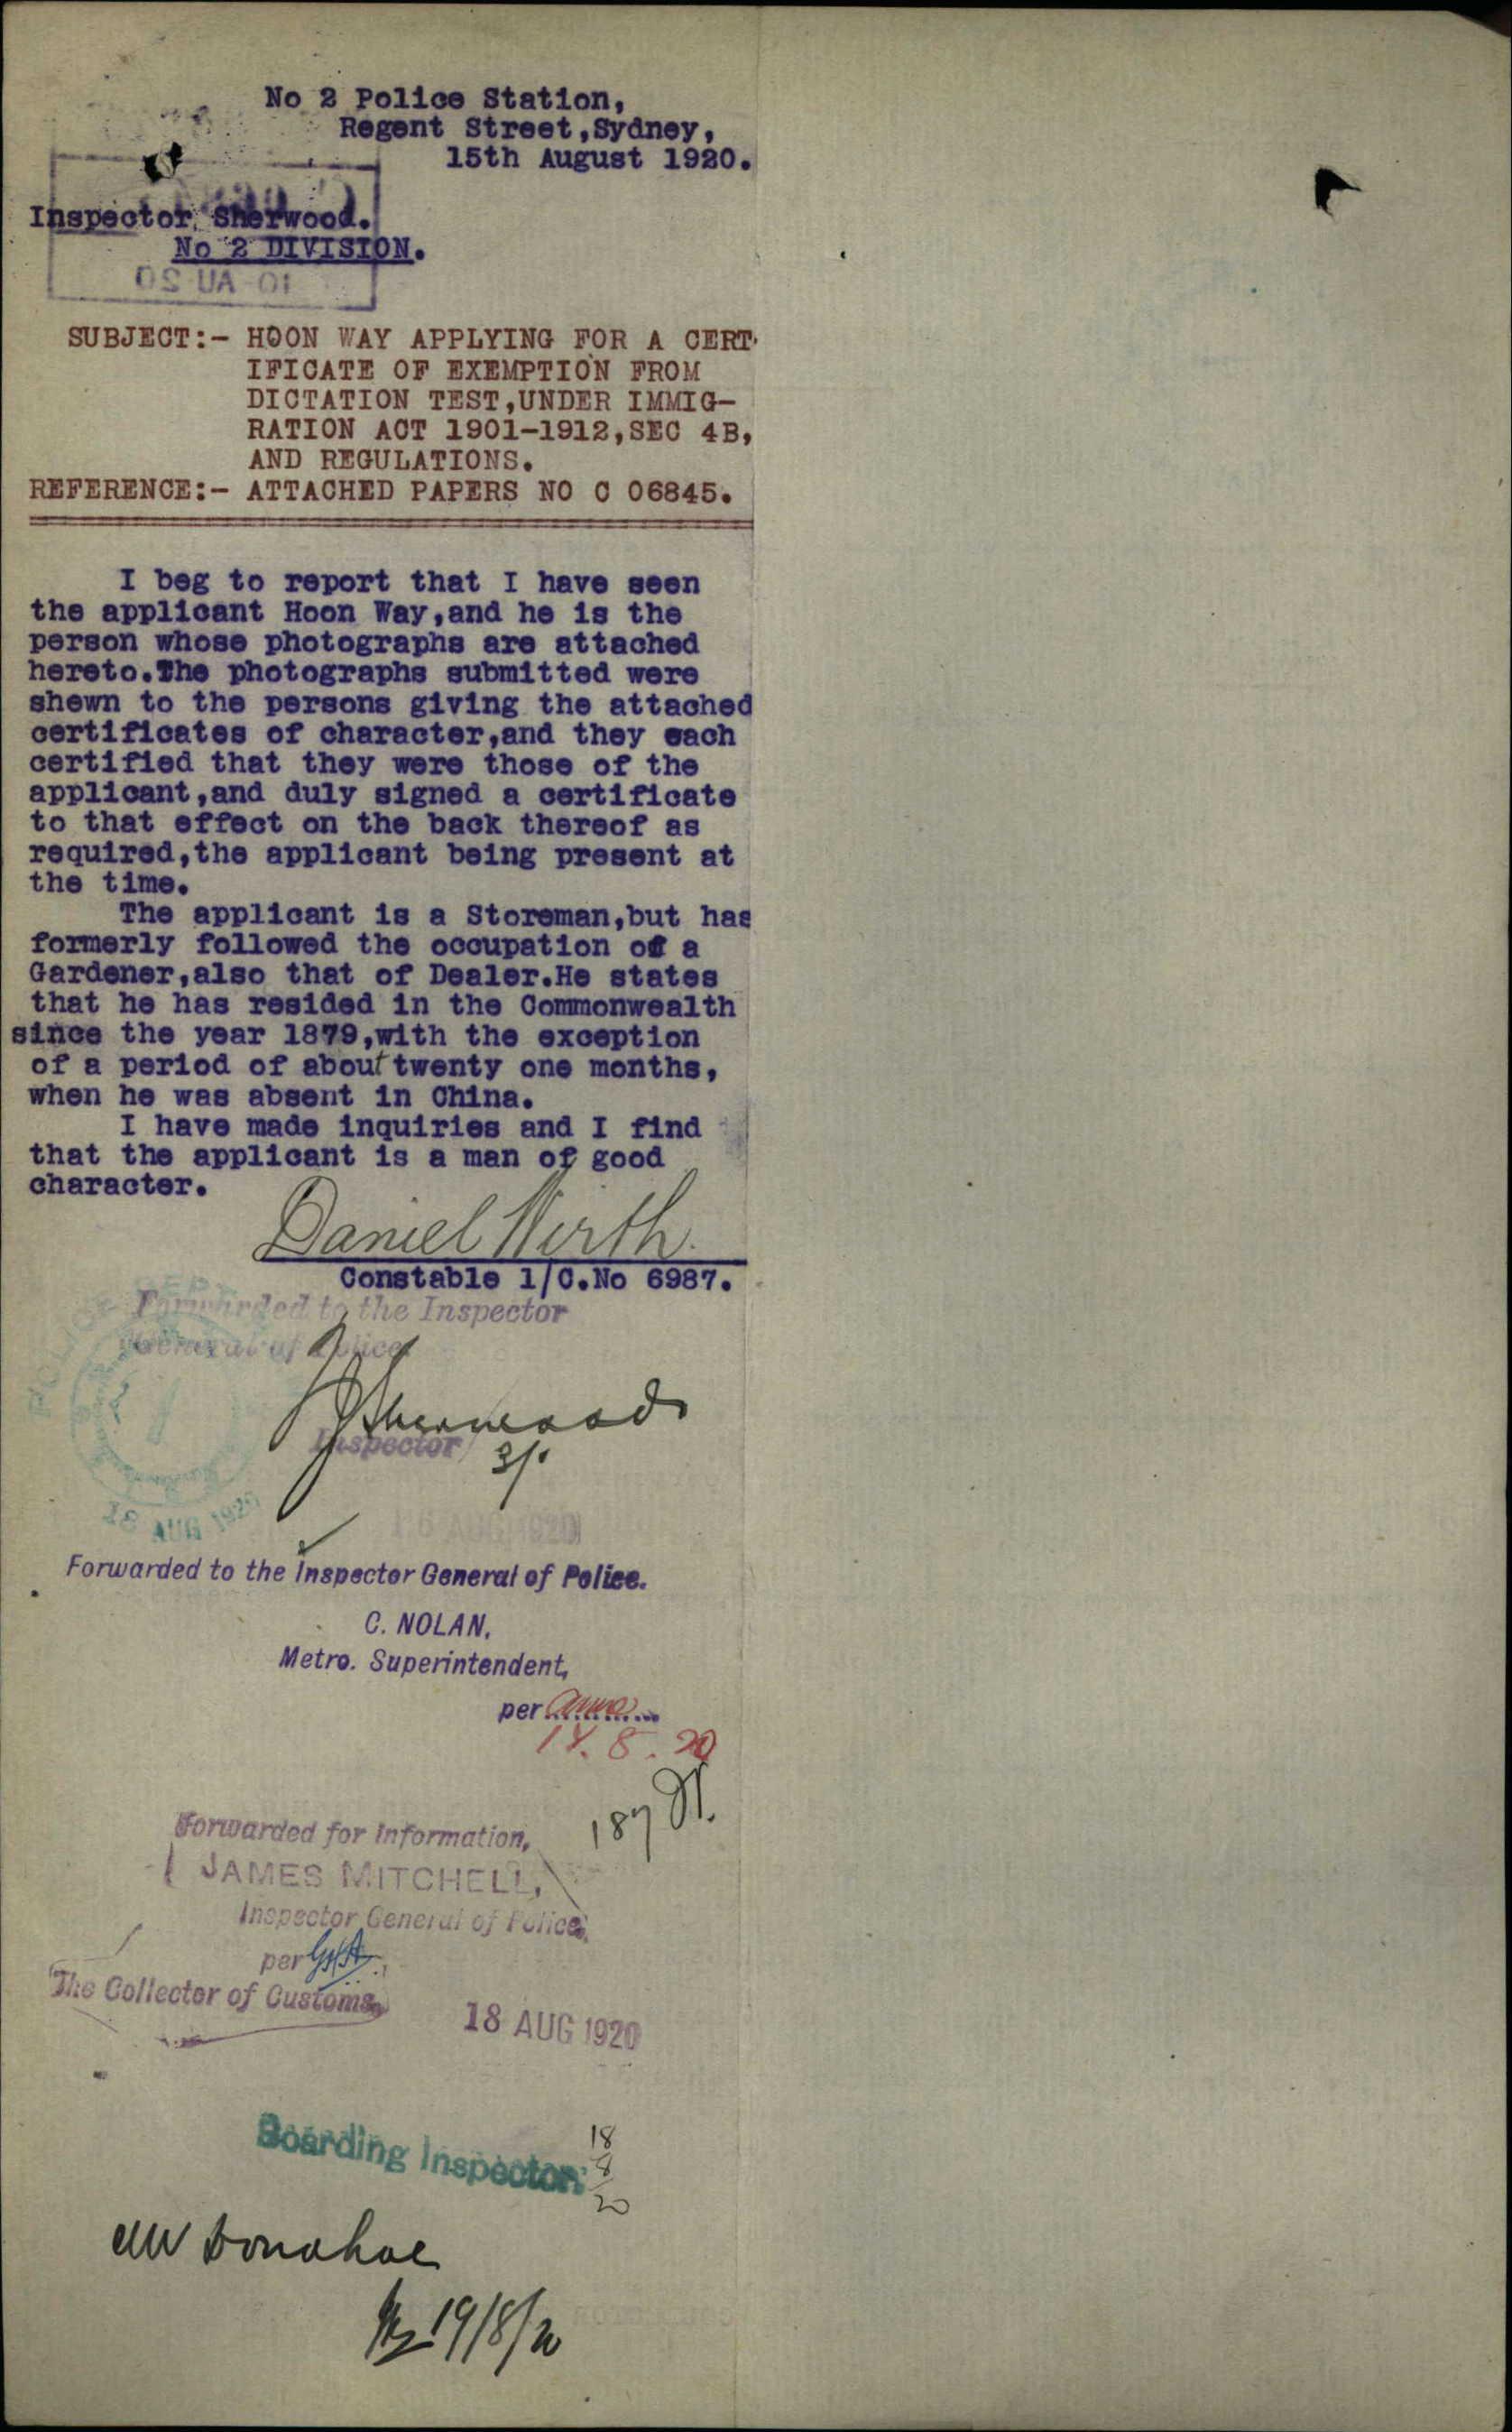 No 2 Police Station,
Regent Street,Sydney,
15th August 1920.
Inspector Sherwood.
No 2 DIVISION.
10 AU 20
SUBJECT:- HOON WAY APPLYING FOR A CERT-
IFICATE OF EXEMPTION FROM
DICTATION TEST,UNDER IMMIG-
RATION ACT 1901-1912,SEC 4B,
AND REGULATIONS.
REFERENCE:- ATTACHED PAPERS NO C 06845.
I beg to report that I have seen
the applicant Hoon Way,and he is the
person whose photographs are attached
hereto.The photographs submitted were
shewn to the persons giving the attached
certificates of character,and they each
certified that they were those of the
applicant,and duly signed a certificate
to that effect on the back thereof as
required,the applicant being present at
the time.
The applicant is a Storeman,but has
formerly followed the occupation of a
Gardener,also that of Dealer.He states
that he has resided in the Commonwealth
since the year 1879,with the exception
of a period of about twenty one months,
when he was absent in China.
I have made inquiries and I find
that the applicant is a man of good
character.
Daniel Wirth.
Constable 1/C.No 6987.
Forwarded to the Inspector
General of Police
Sherwood
Inspector
POLICE DEPT
18 AUG 1920
16 AUG 1920
Forwarded to the Inspector General of Police.
C. NOLAN,
Metro. Superintendent,
per
18.8.20
187
Forwarded for Information,
JAMES MITCHELL,
Inspector General of Police,
per
The Collector of Customs.
18 AUG 1920
Boarding Inspector.
18
8
20
Donohoe
19/8/20